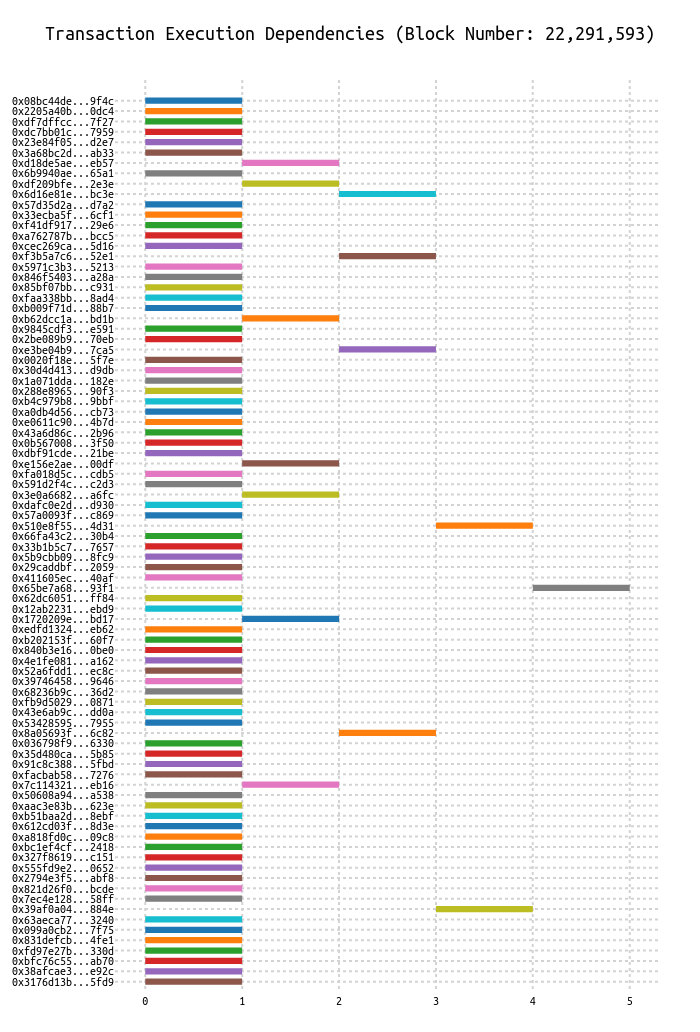 Transaction Execution Dependencies (Block Number: 22,291,593)
0x08bc44de...9f4c
0x2205a40b...0dc4
0xdf7dffcc...7f27
0xdc7bb01c...7959
0x23e84f05...d2e7
0x3a68bc2d...ab33
0xd18de5ae...eb57
0x6b9940ae...65a1
0xdf209bfe...2e3e
0x6d16e81e...bc3e
0x57d35d2a...d7a2
0x33ecba5f...6cf1
0xf41df917...29e6
0xa762787b...bcc5
0xcec269ca...5d16
0xf3b5a7c6...52e1
0x5971c3b3...5213
0x846f5403...a28a
0x85bf07bb...c931
0xfaa338bb...8ad4
0xb009f71d...88b7
0xb62dcc1a...bd1b
0x9845cdf3...e591
0x2be089b9...70eb
0xe3be04b9...7ca5
0x0020f18e...5f7e
0x30d4d413...d9db
0x1a071dda...182e
0x288e8965...90f3
0xb4c979b8...9bbf
0xa0db4d56...cb73
0xe0611c90...4b7d
0x43a6d86c...2b96
0x0b567008...3f50
0xdbf91cde...21be
0xe156e2ae...00df
0xfa018d5c...cdb5
0x591d2f4c...c2d3
0x3e0a6682...a6fc
0xdafc0e2d...d930
0x57a0093f...c869
0x510e8f55...4d31
0x66fa43c2...30b4
0x33b1b5c7...7657
0x5b9cbb09...8fc9
0x29caddbf...2059
0x411605ec...40af
0x65be7a68...93f1
0x62dc6051...ff84
0x12ab2231...ebd9
0x1720209e...bd17
0xedfd1324...eb62
0xb202153f...60f7
0x840b3e16...0be0
0x4e1fe081...a162
0x52a6fdd1...ec8c
0x39746458...9646
0x68236b9c...36d2
0xfb9d5029...0871
0x43e6ab9c...dd0a
0x53428595...7955
0x8a05693f...6c82
0x036798f9...6330
0x35d480ca...5b85
0x91c8c388...5fbd
0xfacbab58...7276
0x7c114321...eb16
0x50608a94...a538
0xaac3e83b...623e
0xb51baa2d...8ebf
0x612cd03f...8d3e
0xa818fd0c...09c8
0xbc1ef4cf...2418
0x327f8619...c151
0x555fd9e2...0652
0x2794e3f5...abf8
0x821d26f0...bcde
0x7ec4e128...58ff
0x39af0a04...884e
0x63aeca77...3240
0x099a0cb2...7f75
0x831defcb...4fe1
0xfd97e27b...330d
0xbfc76c55...ab70
0x38afcae3...e92c
0x3176d13b...5fd9
0 1 2 3 4 5